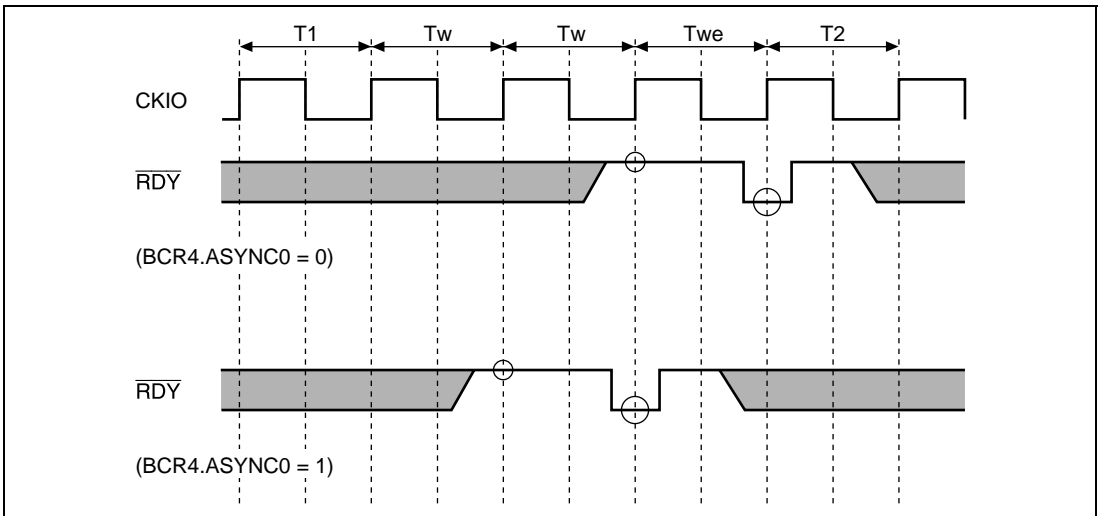 T1 Tw Tw Twe T2
CKIO
RDY
(BCR4.ASYNC0 = 0)
RDY
(BCR4.ASYNC0 = 1)